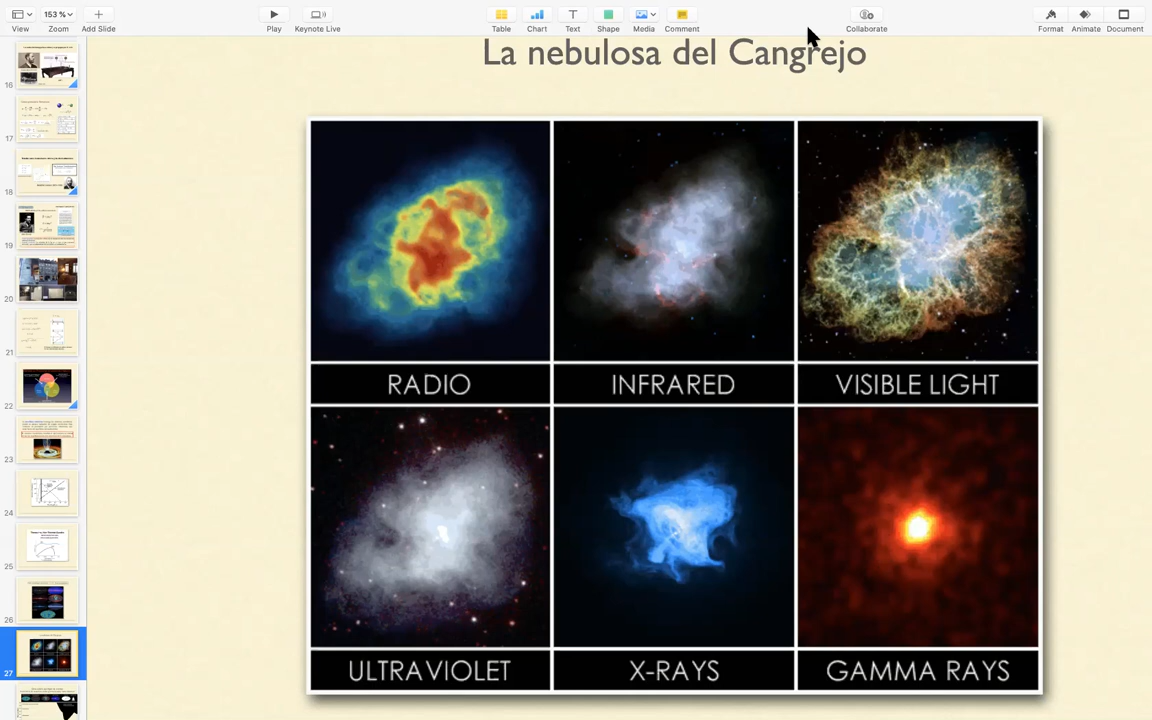 153 %
View
Zoom
Add Slide
Play
Keynote Live
Table
Chart
Text
Shape
Media
Comment
Collaborate
Format
Animate
Document
La nebulosa del Cangrejo
RADIO
INFRARED
VISIBLE LIGHT
ULTRAVIOLET
X-RAYS
GAMMA RAYS
16
17
18
19
20
21
22
23
24
25
26
27